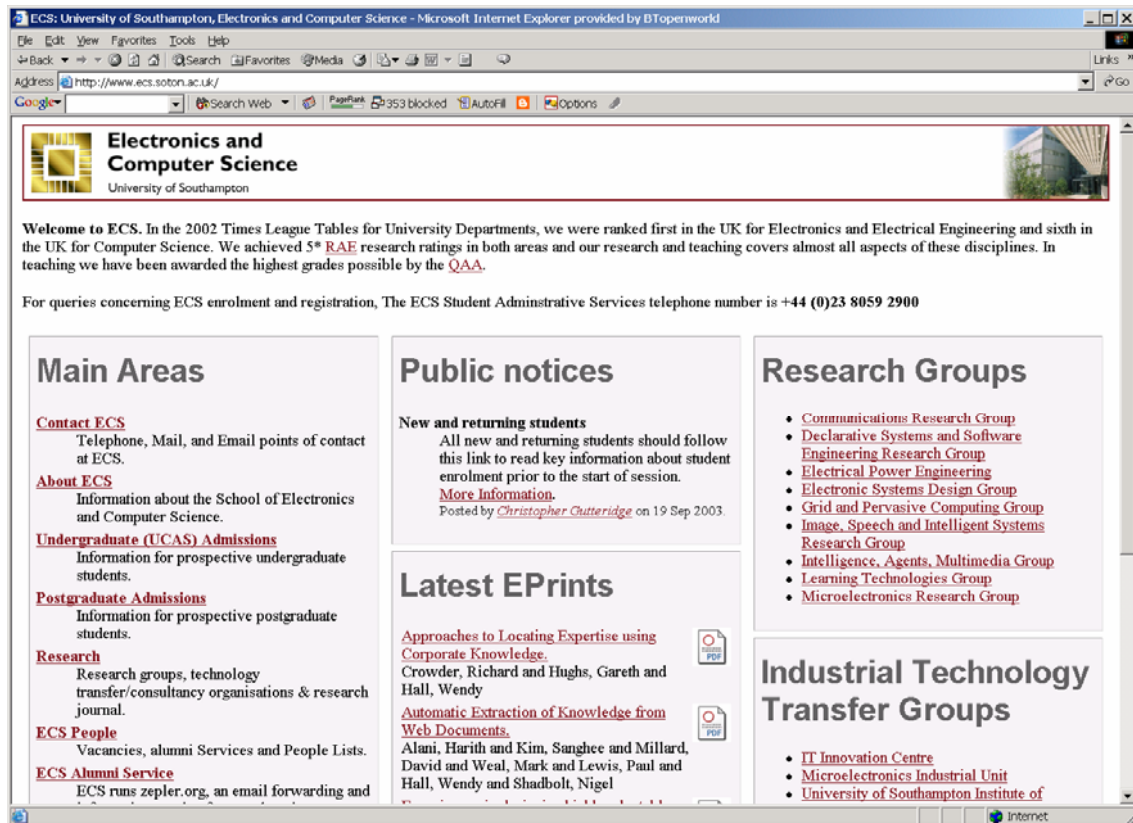 ECS: University of Southampton, Electronics and Computer Science - Microsoft Internet Explorer provided by BTopenworld
File Edit View Favorites Tools Help
Back Search Favorites Media
Links »
Address http://www.ecs.soton.ac.uk/ Go
Google Search Web PageRank 353 blocked AutoFill Options
Electronics and
Computer Science
University of Southampton
Welcome to ECS. In the 2002 Times League Tables for University Departments, we were ranked first in the UK for Electronics and Electrical Engineering and sixth in
the UK for Computer Science. We achieved 5* RAE research ratings in both areas and our research and teaching covers almost all aspects of these disciplines. In
teaching we have been awarded the highest grades possible by the QAA.
For queries concerning ECS enrolment and registration, The ECS Student Adminstrative Services telephone number is +44 (0)23 8059 2900
Main Areas
Contact ECS
Telephone, Mail, and Email points of contact
at ECS.
About ECS
Information about the School of Electronics
and Computer Science.
Undergraduate (UCAS) Admissions
Information for prospective undergraduate
students.
Postgraduate Admissions
Information for prospective postgraduate
students.
Research
Research groups, technology
transfer/consultancy organisations & research
journal.
ECS People
Vacancies, alumni Services and People Lists.
ECS Alumni Service
ECS runs zepler.org, an email forwarding and
Public notices
New and returning students
All new and returning students should follow
this link to read key information about student
enrolment prior to the start of session.
More Information.
Posted by Christopher Gutteridge on 19 Sep 2003.
Latest EPrints
Approaches to Locating Expertise using
Corporate Knowledge.
Crowder, Richard and Hughs, Gareth and
Hall, Wendy
PDF
Automatic Extraction of Knowledge from
Web Documents.
Alani, Harith and Kim, Sanghee and Millard,
David and Weal, Mark and Lewis, Paul and
Hall, Wendy and Shadbolt, Nigel
PDF
Research Groups
Communications Research Group
Declarative Systems and Software
Engineering Research Group
Electrical Power Engineering
Electronic Systems Design Group
Grid and Pervasive Computing Group
Image, Speech and Intelligent Systems
Research Group
Intelligence, Agents, Multimedia Group
Learning Technologies Group
Microelectronics Research Group
Industrial Technology
Transfer Groups
IT Innovation Centre
Microelectronics Industrial Unit
University of Southampton Institute of
Internet